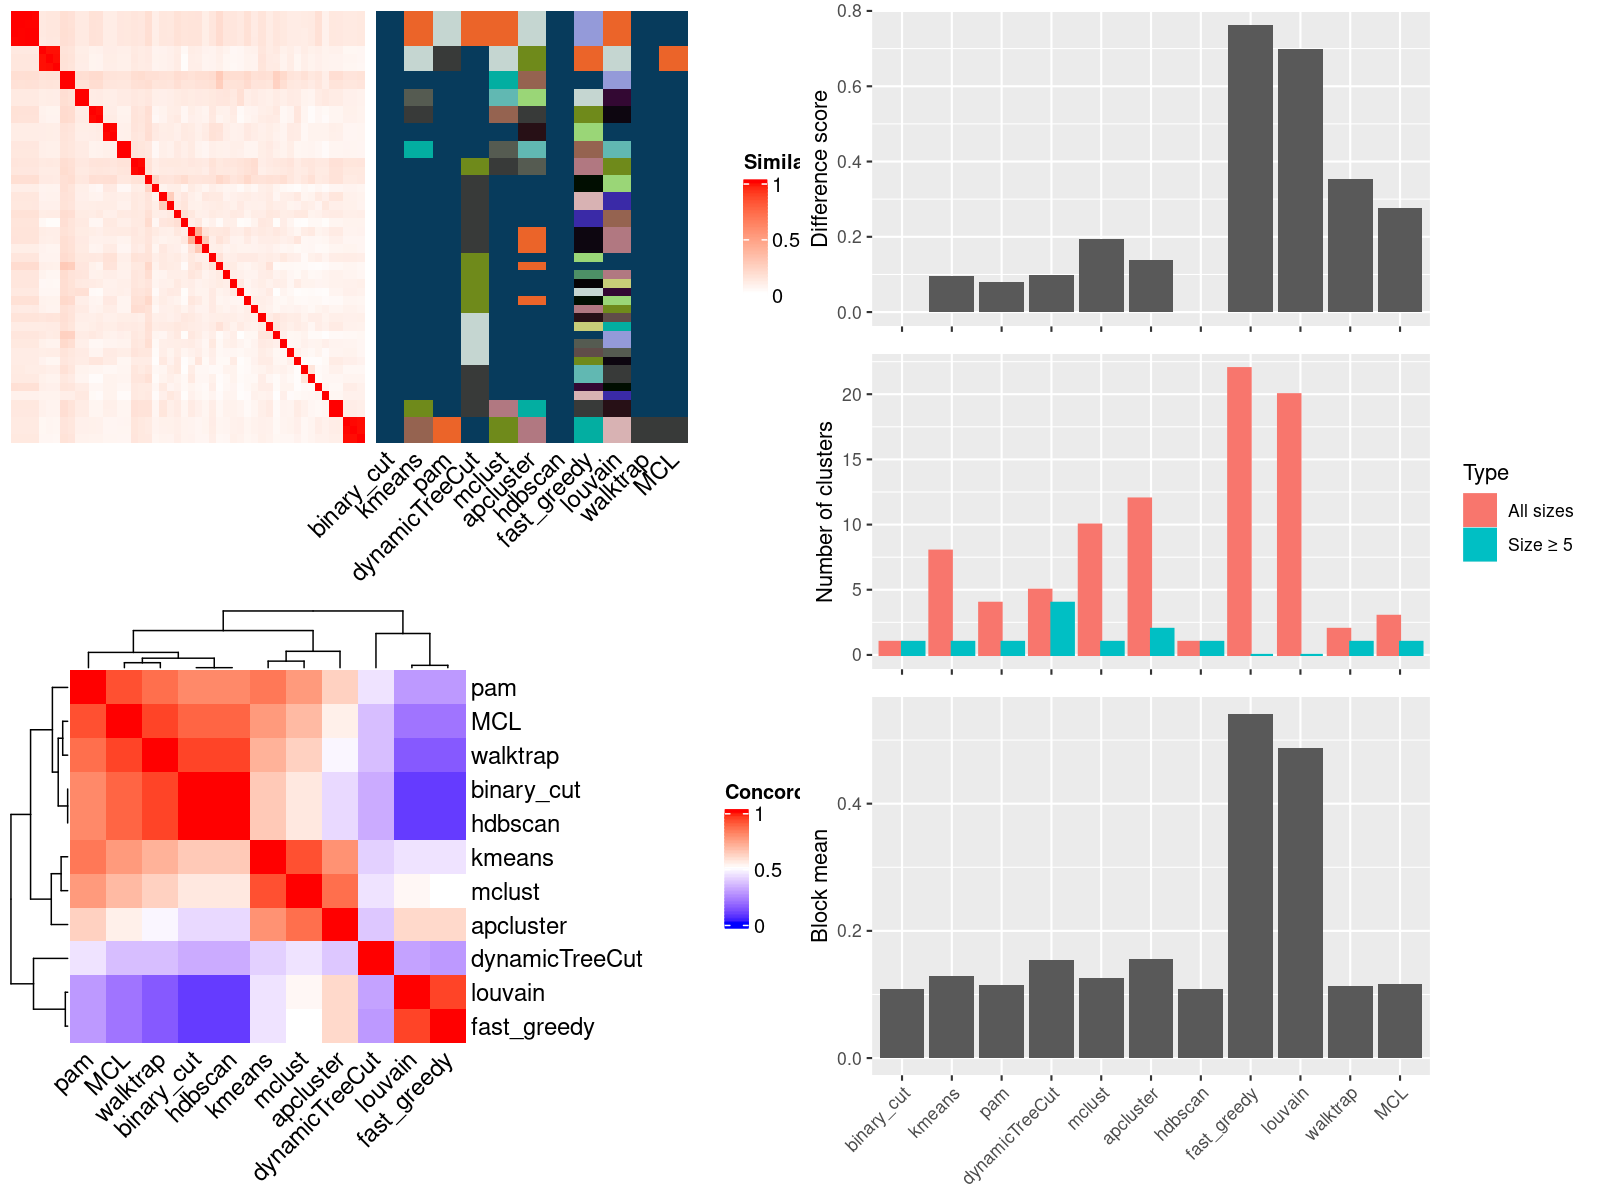 Simila
1
0.5
0
binary_cut
kmeans
pam
dynamicTreeCut
mclust
apcluster
hdbscan
fast_greedy
louvain
walktrap
MCL
pam
MCL
walktrap
binary_cut
hdbscan
kmeans
mclust
apcluster
dynamicTreeCut
louvain
fast_greedy
pam
MCL
walktrap
binary_cut
hdbscan
kmeans
mclust
apcluster
dynamicTreeCut
louvain
fast_greedy
Concord
1
0.5
0
Difference score
0.8
0.6
0.4
0.2
0.0
Number of clusters
20
15
10
5
0
Type
All sizes
Size ≥ 5
Block mean
0.4
0.2
0.0
binary_cut
kmeans
pam
dynamicTreeCut
mclust
apcluster
hdbscan
fast_greedy
louvain
walktrap
MCL